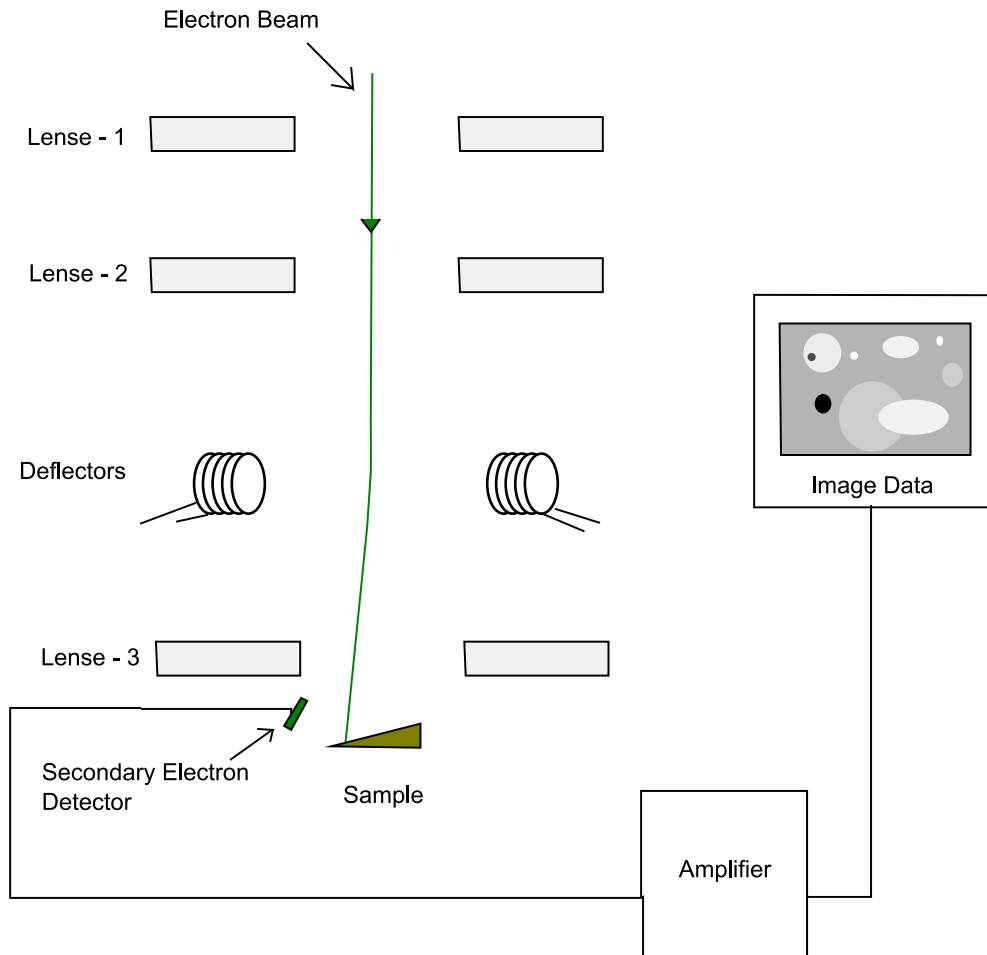 Electron Beam
Lense - 1
Lense - 2
Deflectors
Image Data
Lense - 3
Secondary Electron
Detector
Sample
Amplifier